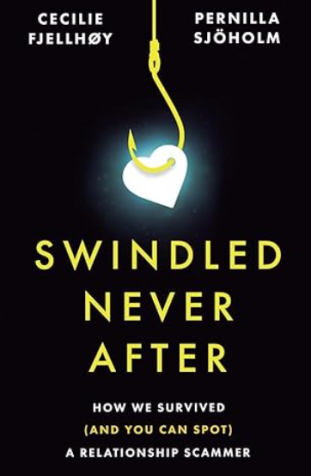 CECILIE
FJELLHØY
PERNILLA
SJÖHOLM
SWINDLED
NEVER
AFTER
HOW WE SURVIVED
(AND YOU CAN SPOT)
A RELATIONSHIP SCAMMER